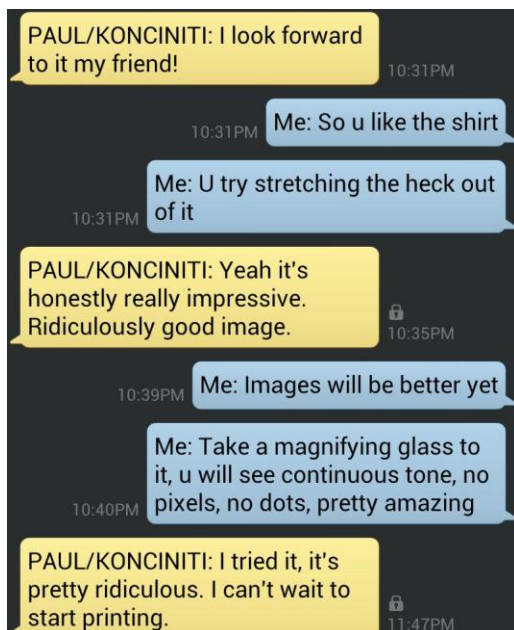 PAUL/KONCINITI: I look forward
to it my friend!
10:31PM
10:31PM
Me: So u like the shirt
Me: U try stretching the heck out
of it
10:31PM
PAUL/KONCINITI: Yeah it's
honestly really impressive.
Ridiculously good image.
10:35PM
10:39PM
Me: Images will be better yet
Me: Take a magnifying glass to
it, u will see continuous tone, no
pixels, no dots, pretty amazing
10:40PM
PAUL/KONCINITI: I tried it, it's
pretty ridiculous. I can't wait to
start printing.
11:47PM